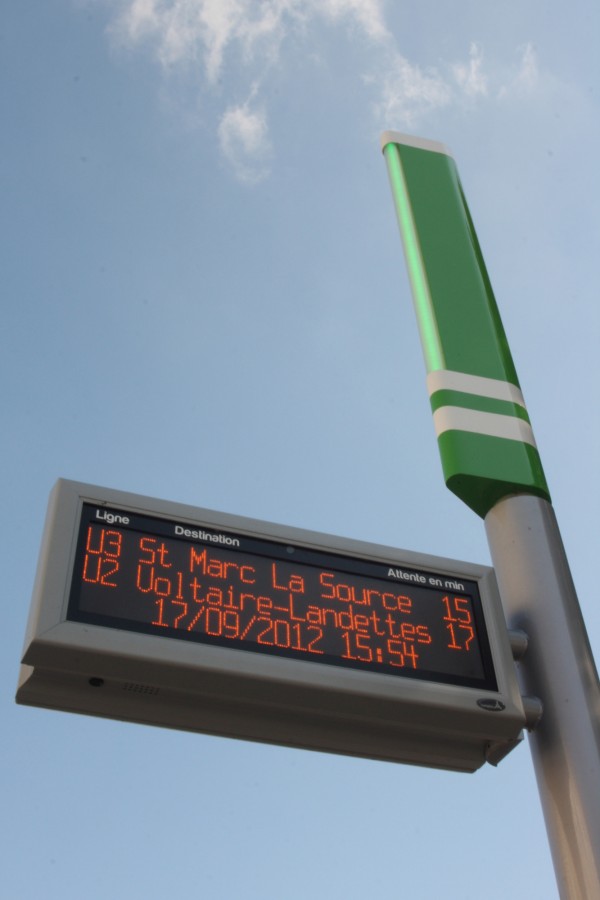 Ligne Destination Attente en min
U3 St Marc La Source 15
U2 Voltaire-Landettes 17
17/09/2012 15:54